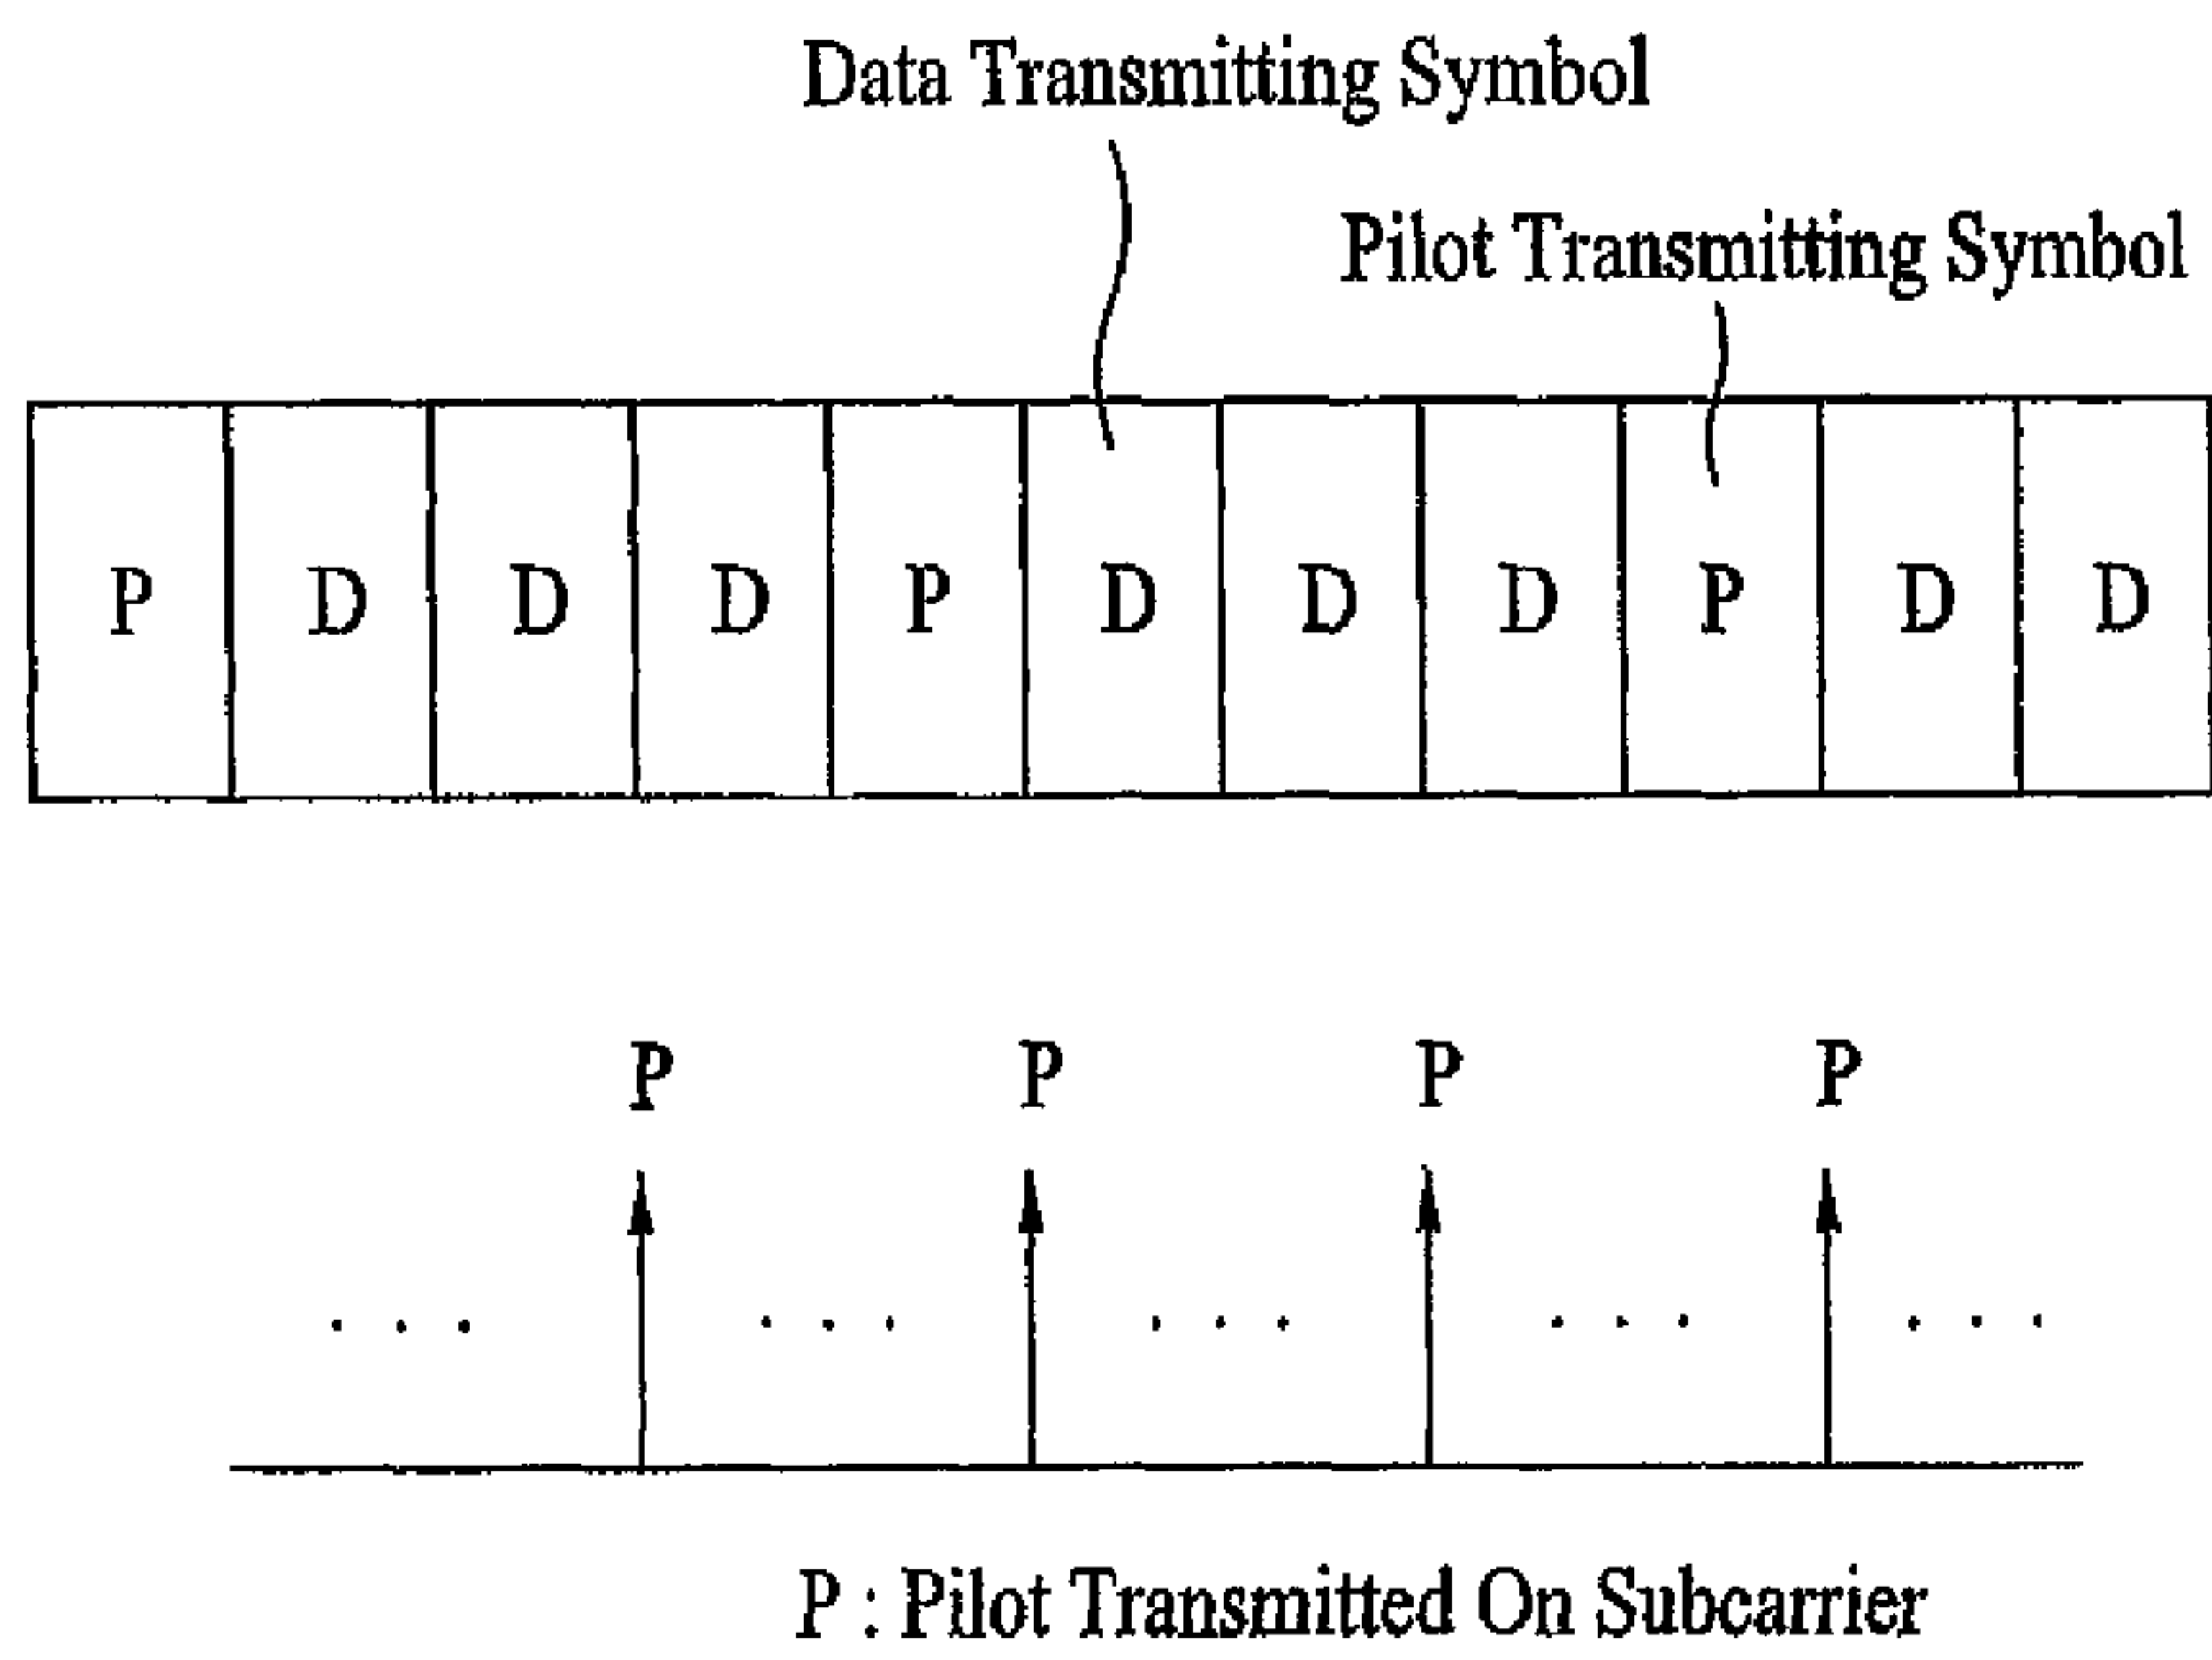 Data Transmitting Symbol
Pilot Transmitting Symbol
P D D D P D D D P D D
P P P P
P : Pilot Transmitted On Subcarrier